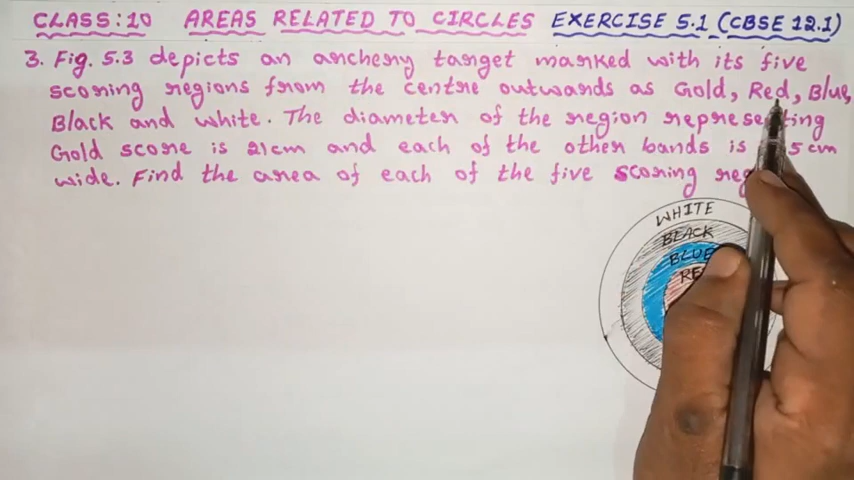 CLASS:10 AREAS RELATED TO CIRCLES EXERCISE 5.1 (CBSE 12.1)
3. Fig. 5.3 depicts an archery target marked with its five
scoring regions from the centre outwards as Gold, Red, Blue,
Black and white. The diameter of the region representing
Gold score is 21cm and each of the other bands is 5 cm
wide. Find the area of each of the five scoring
WHITE
BLACK
BLUE